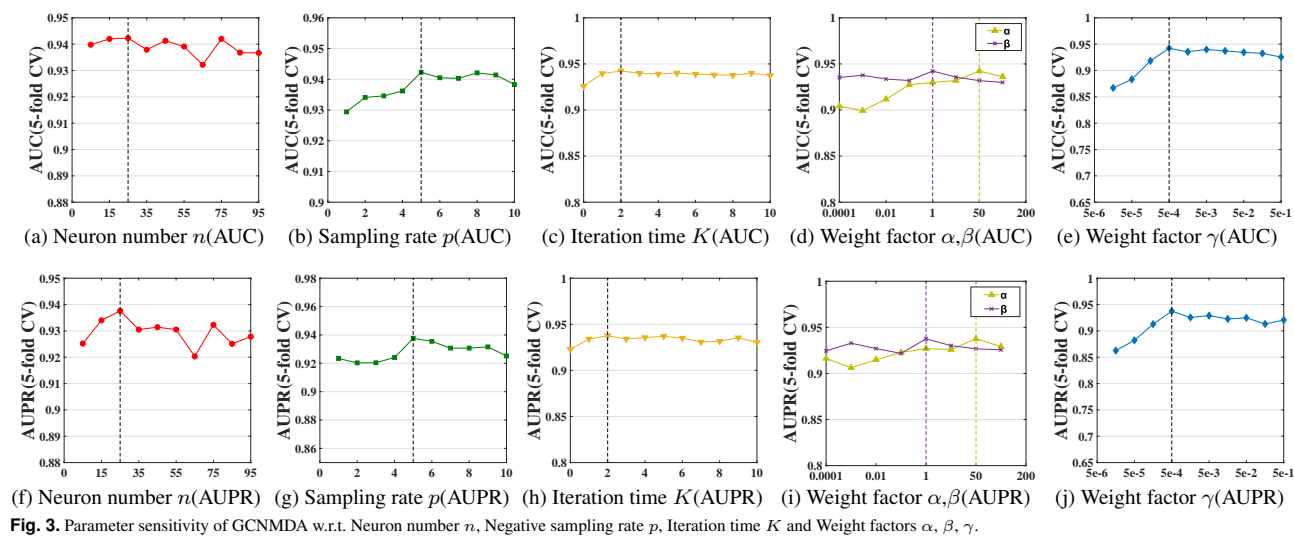 AUC(5-fold CV)
0.95
0.94
0.93
0.92
0.91
0.9
0.89
0.88
0 15 35 55 75 95
(a) Neuron number n(AUC)
AUC(5-fold CV)
0.96
0.95
0.94
0.93
0.92
0.91
0.9
0 2 4 6 8 10
(b) Sampling rate p(AUC)
AUC(5-fold CV)
1
0.95
0.9
0.85
0.8
0 2 4 6 8 10
(c) Iteration time K(AUC)
AUC(5-fold CV)
1
0.95
0.9
0.85
0.8
α
β
0.0001 0.01 1 50 200
(d) Weight factor α,β(AUC)
AUC(5-fold CV)
1
0.95
0.9
0.85
0.8
0.75
0.7
0.65
5e-6 5e-5 5e-4 5e-3 5e-2 5e-1
(e) Weight factor γ(AUC)
AUPR(5-fold CV)
0.95
0.94
0.93
0.92
0.91
0.9
0.89
0.88
0 15 35 55 75 95
(f) Neuron number n(AUPR)
AUPR(5-fold CV)
0.98
0.96
0.94
0.92
0.9
0.88
0.86
0 2 4 6 8 10
(g) Sampling rate p(AUPR)
AUPR(5-fold CV)
1
0.95
0.9
0.85
0.8
0 2 4 6 8 10
(h) Iteration time K(AUPR)
AUPR(5-fold CV)
1
0.95
0.9
0.85
0.8
α
β
0.0001 0.01 1 50 200
(i) Weight factor α,β(AUPR)
AUPR(5-fold CV)
1
0.95
0.9
0.85
0.8
0.75
0.7
0.65
5e-6 5e-5 5e-4 5e-3 5e-2 5e-1
(j) Weight factor γ(AUPR)
Fig. 3. Parameter sensitivity of GCNMDA w.r.t. Neuron number n, Negative sampling rate p, Iteration time K and Weight factors α, β, γ.